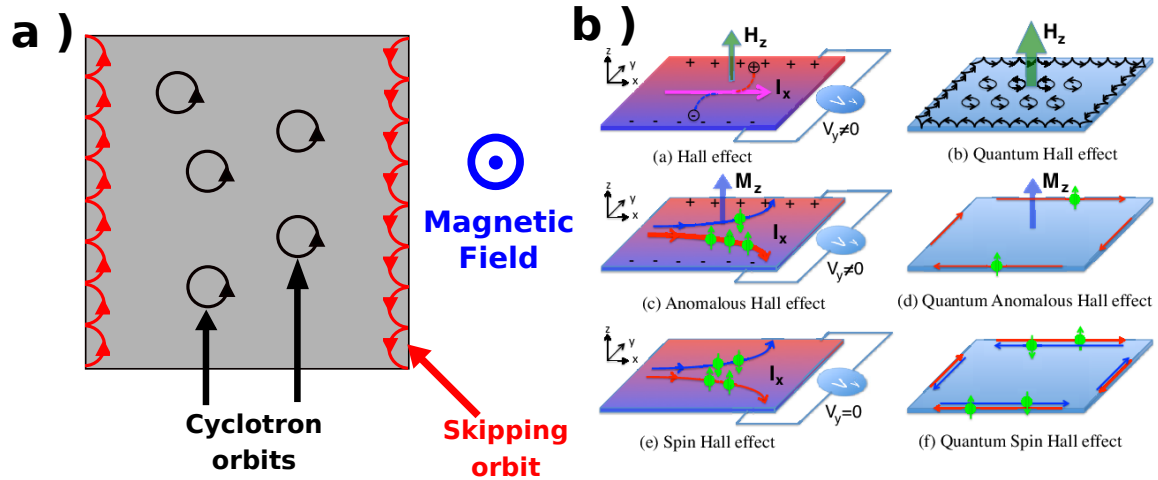 a )
Cyclotron
orbits
Skipping
orbit
Magnetic
Field
b )
z
y
x
H_z
+ + + + + +
+
I_x
-
- - - - - -
V
V_y≠0
(a) Hall effect
H_z
(b) Quantum Hall effect
z
y
x
M_z
+ + + + + +
I_x
- - - - - -
V
V_y≠0
(c) Anomalous Hall effect
M_z
(d) Quantum Anomalous Hall effect
z
y
x
I_x
V
V_y=0
(e) Spin Hall effect
(f) Quantum Spin Hall effect